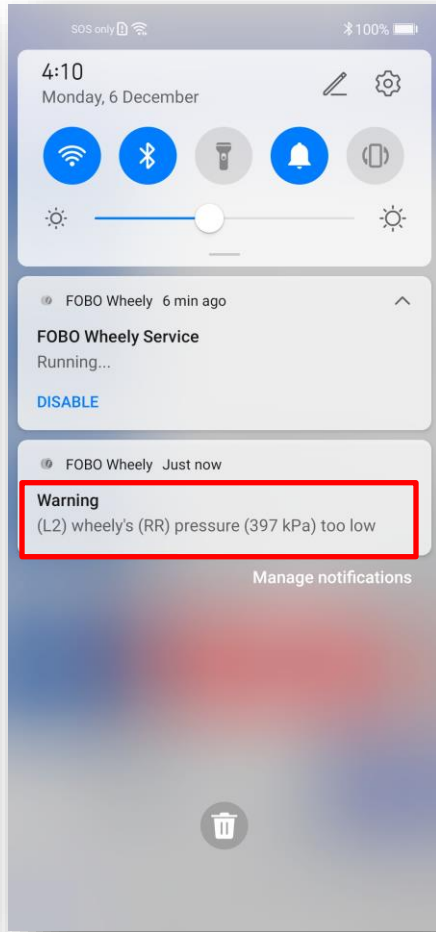 SOS only 100%
4:10
Monday, 6 December
FOBO Wheely 6 min ago
FOBO Wheely Service
Running...
DISABLE
FOBO Wheely Just now
Warning
(L2) wheely's (RR) pressure (397 kPa) too low
Manage notifications